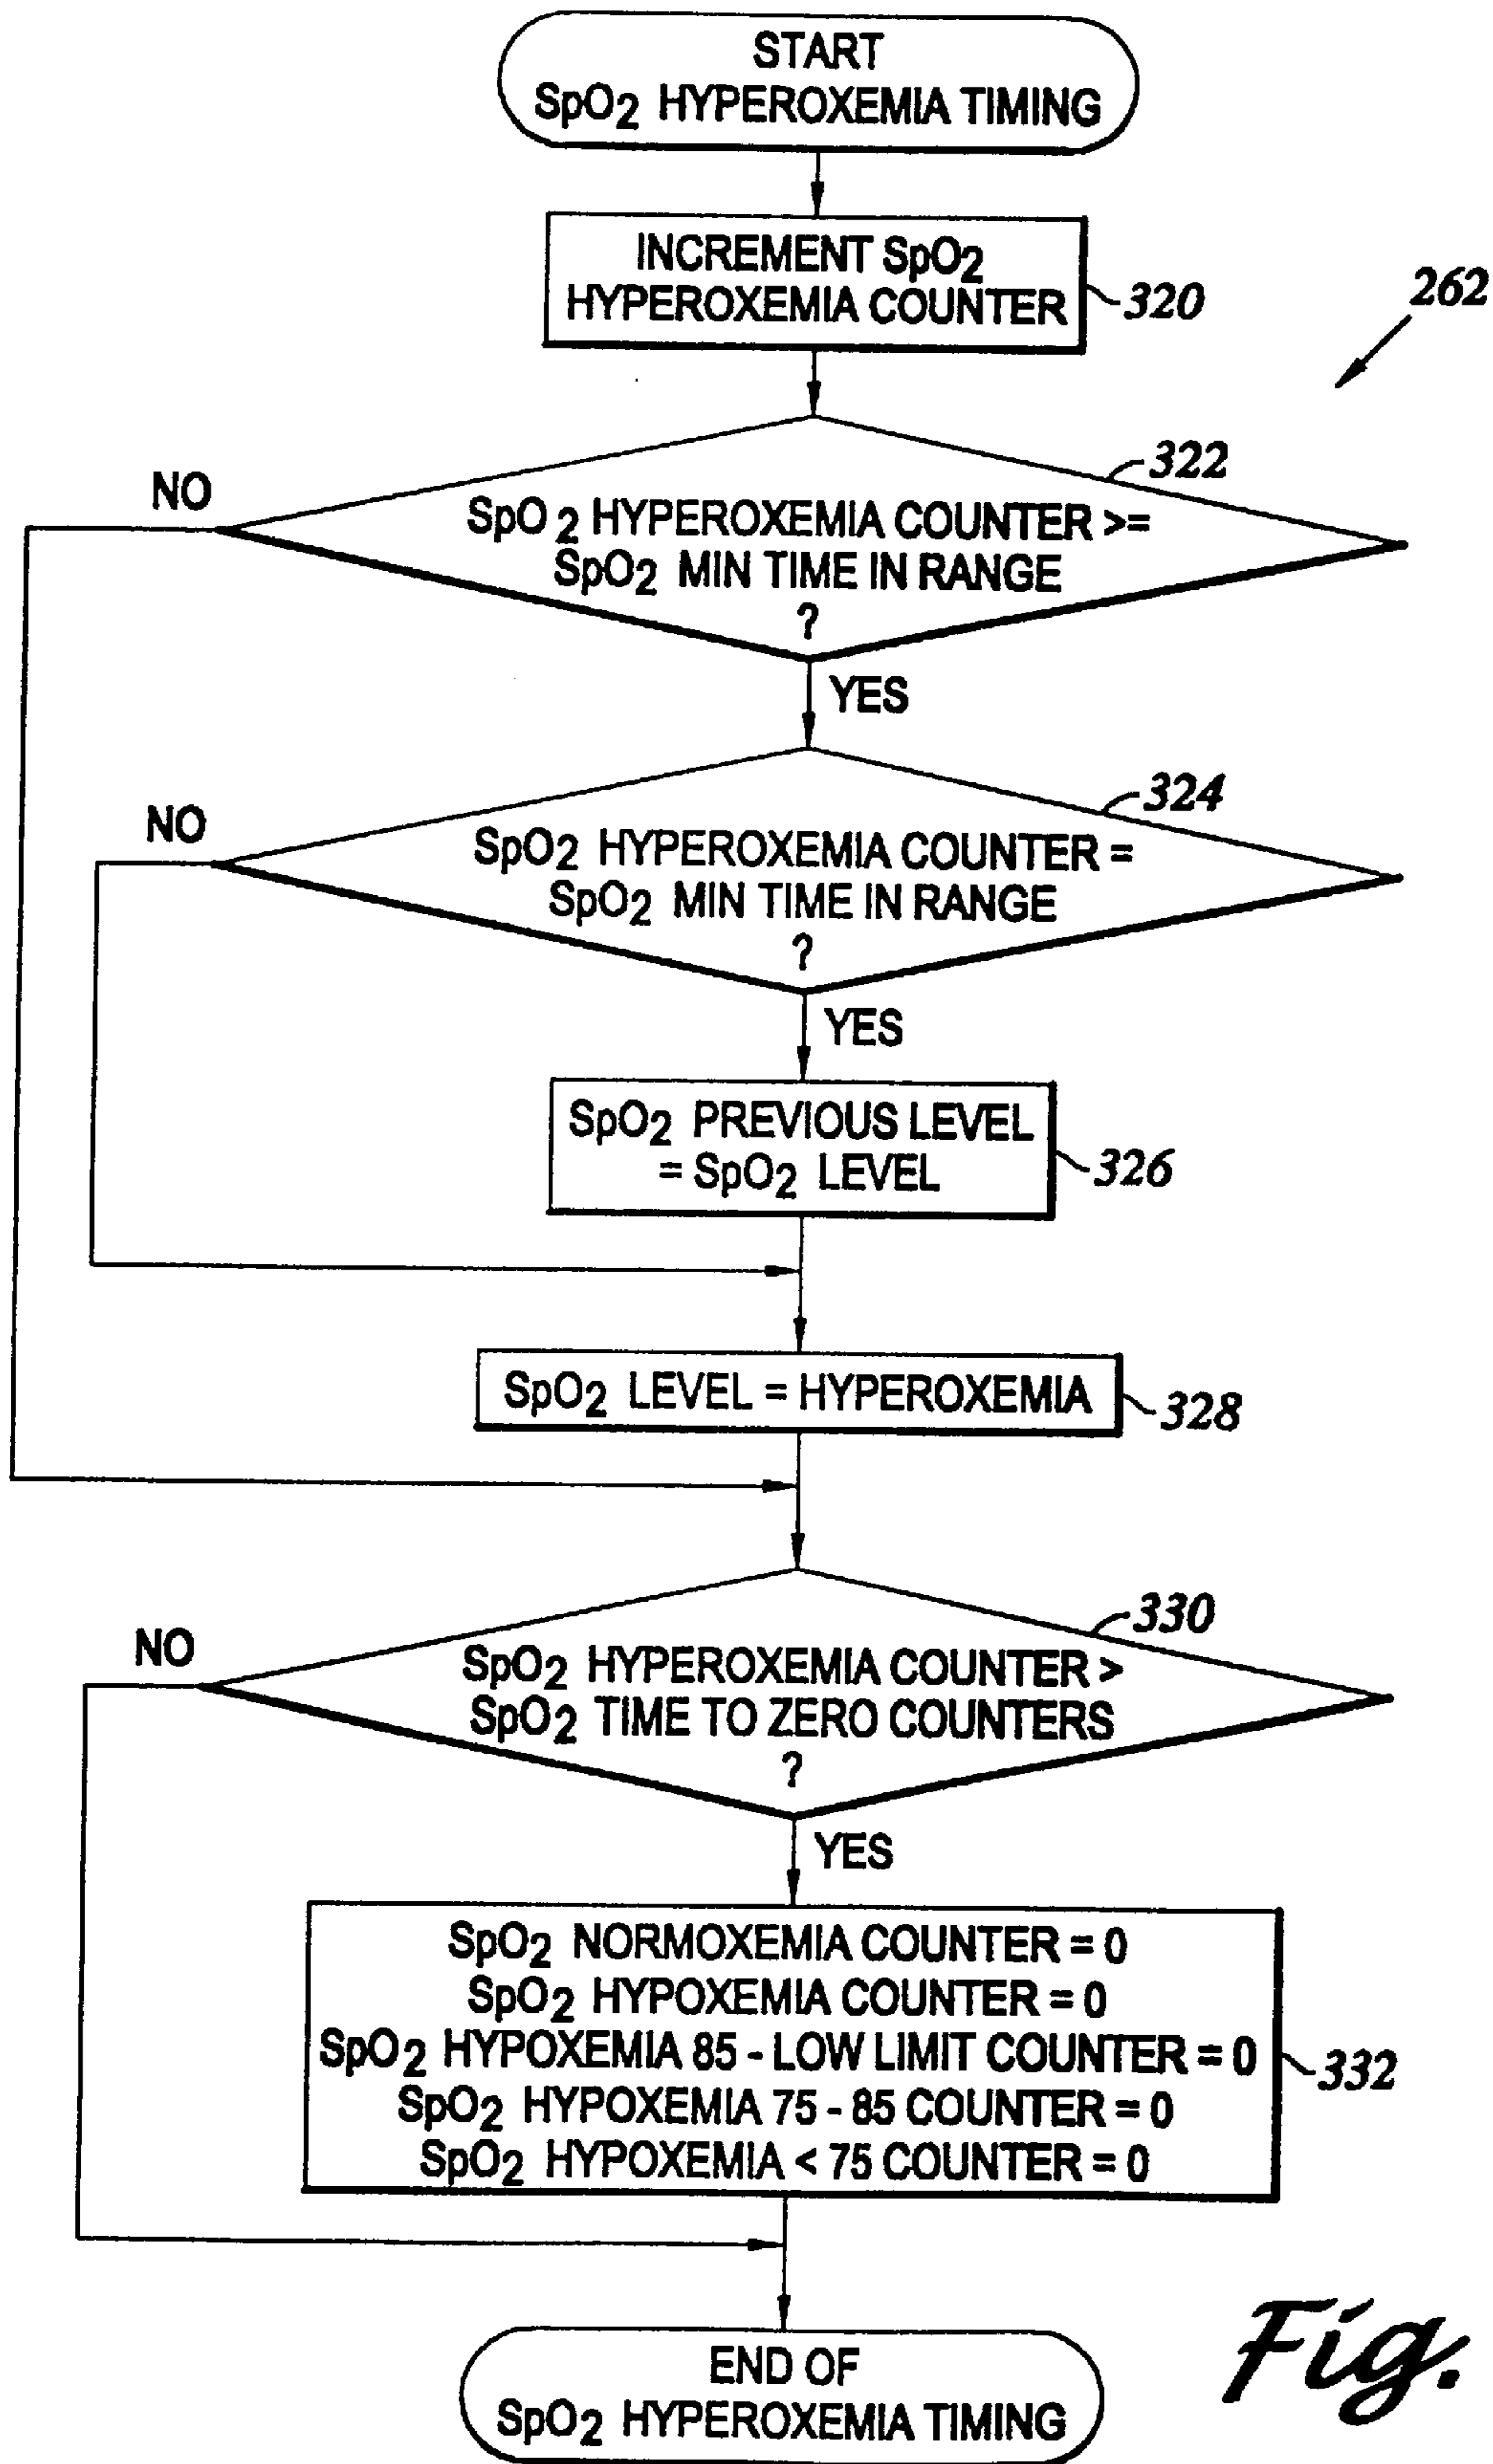 START
SpO2 HYPEROXEMIA TIMING
INCREMENT SpO2
HYPEROXEMIA COUNTER
320
262
322
NO
SpO2 HYPEROXEMIA COUNTER >=
SpO2 MIN TIME IN RANGE
?
YES
324
NO
SpO2 HYPEROXEMIA COUNTER =
SpO2 MIN TIME IN RANGE
?
YES
SpO2 PREVIOUS LEVEL
= SpO2 LEVEL
326
SpO2 LEVEL = HYPEROXEMIA
328
330
NO
SpO2 HYPEROXEMIA COUNTER >
SpO2 TIME TO ZERO COUNTERS
?
YES
SpO2 NORMOXEMIA COUNTER = 0
SpO2 HYPOXEMIA COUNTER = 0
SpO2 HYPOXEMIA 85 - LOW LIMIT COUNTER = 0
SpO2 HYPOXEMIA 75 - 85 COUNTER = 0
SpO2 HYPOXEMIA < 75 COUNTER = 0
332
END OF
SpO2 HYPEROXEMIA TIMING
Fig.